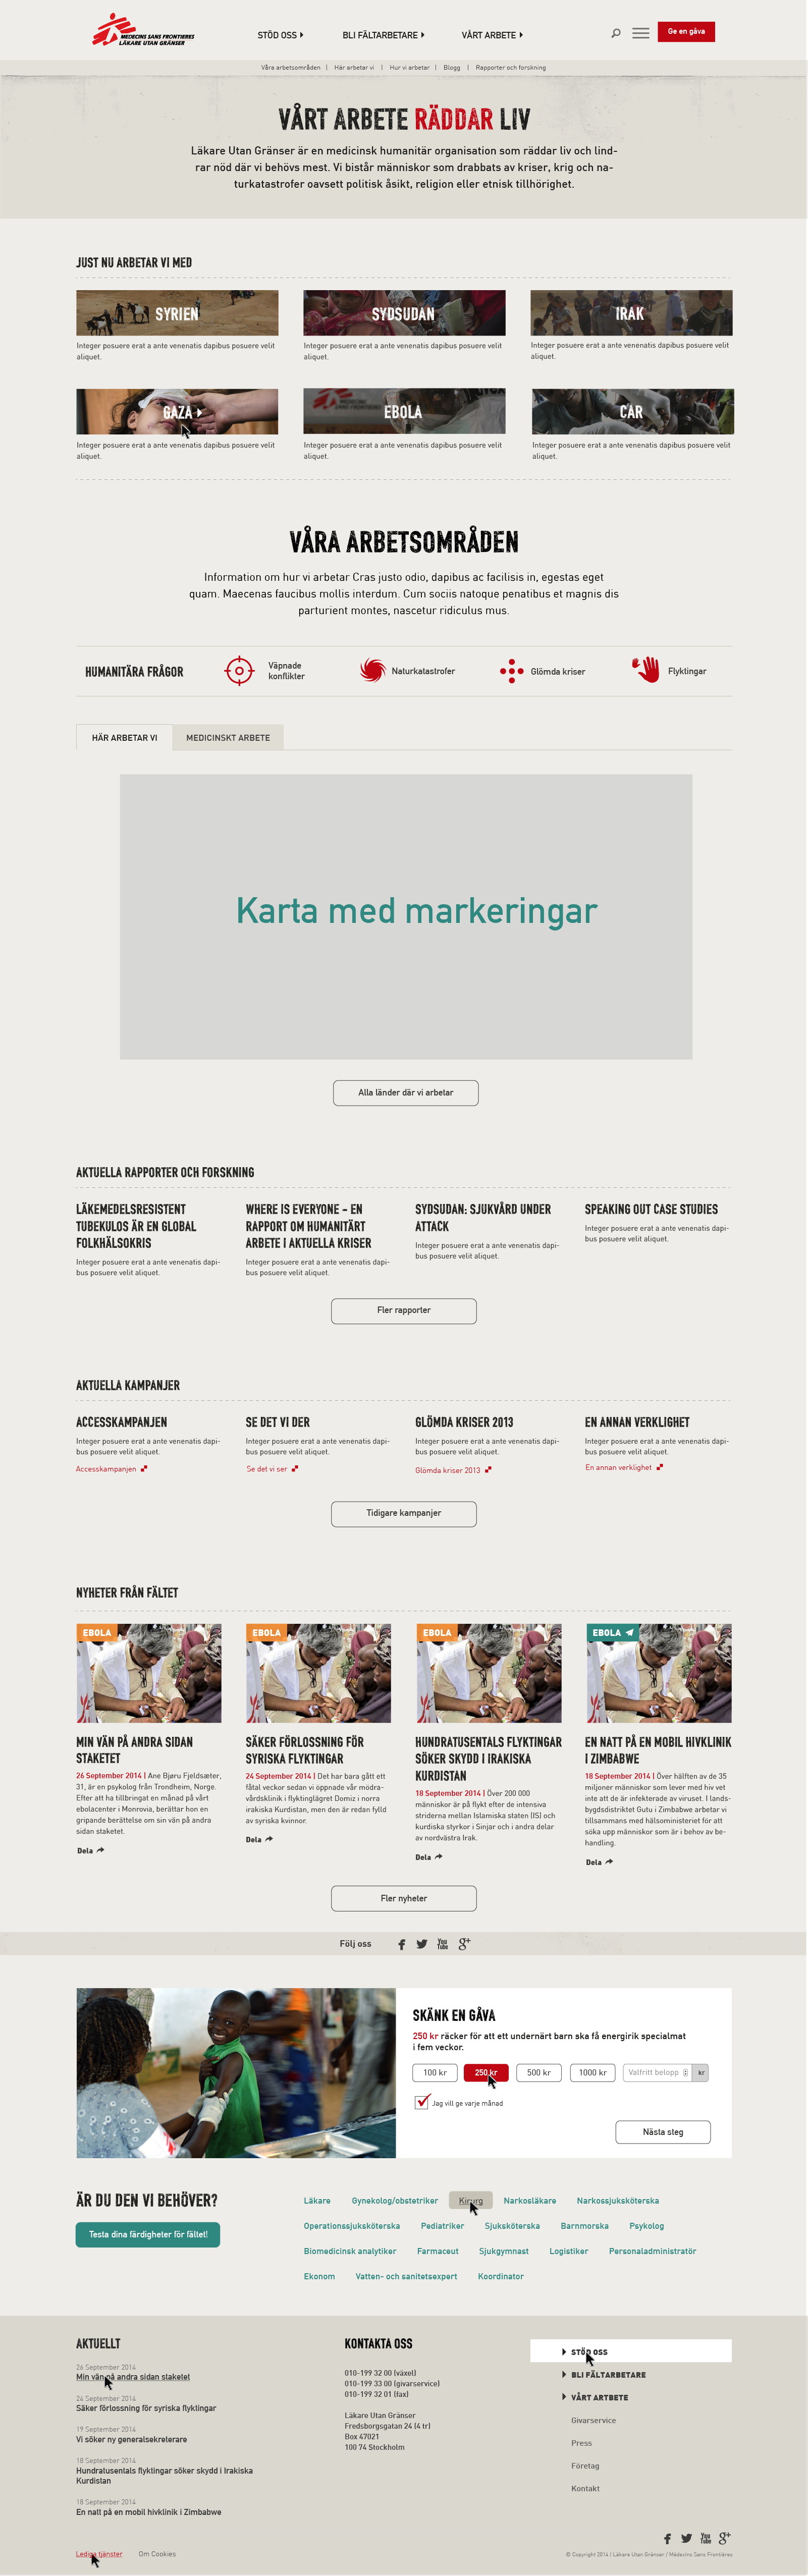 MEDECINS SANS FRONTIERES
LÄKARE UTAN GRÄNSER
STÖD OSS
BLI FÄLTARBETARE
VÅRT ARBETE
Ge en gåva
Våra arbetsområden | Här arbetar vi | Hur vi arbetar | Blogg | Rapporter och forskning
VÅRT ARBETE RÄDDAR LIV
Läkare Utan Gränser är en medicinsk humanitär organisation som räddar liv och lind-
rar nöd där vi behövs mest. Vi bistår människor som drabbats av kriser, krig och na-
turkatastrofer oavsett politisk åsikt, religion eller etnisk tillhörighet.
JUST NU ARBETAR VI MED
SYRIEN
Integer posuere erat a ante venenatis dapibus posuere velit
aliquet.
SYDSUDAN
Integer posuere erat a ante venenatis dapibus posuere velit
aliquet.
IRAK
Integer posuere erat a ante venenatis dapibus posuere velit
aliquet.
GAZA
Integer posuere erat a ante venenatis dapibus posuere velit
aliquet.
EBOLA
Integer posuere erat a ante venenatis dapibus posuere velit
aliquet.
CAR
Integer posuere erat a ante venenatis dapibus posuere velit
aliquet.
VÅRA ARBETSOMRÅDEN
Information om hur vi arbetar Cras justo odio, dapibus ac facilisis in, egestas eget
quam. Maecenas faucibus mollis interdum. Cum sociis natoque penatibus et magnis dis
parturient montes, nascetur ridiculus mus.
HUMANITÄRA FRÅGOR
Väpnade
konflikter
Naturkatastrofer
Glömda kriser
Flyktingar
HÄR ARBETAR VI
MEDICINSKT ARBETE
Karta med markeringar
Alla länder där vi arbetar
AKTUELLA RAPPORTER OCH FORSKNING
LÄKEMEDELSRESISTENT
TUBEKULOS ÄR EN GLOBAL
FOLKHÄLSOKRIS
Integer posuere erat a ante venenatis dapi-
bus posuere velit aliquet.
WHERE IS EVERYONE - EN
RAPPORT OM HUMANITÄRT
ARBETE I AKTUELLA KRISER
Integer posuere erat a ante venenatis dapi-
bus posuere velit aliquet.
SYDSUDAN: SJUKVÅRD UNDER
ATTACK
Integer posuere erat a ante venenatis dapi-
bus posuere velit aliquet.
SPEAKING OUT CASE STUDIES
Integer posuere erat a ante venenatis dapi-
bus posuere velit aliquet.
Fler rapporter
AKTUELLA KAMPANJER
ACCESSKAMPANJEN
Integer posuere erat a ante venenatis dapi-
bus posuere velit aliquet.
Accesskampanjen
SE DET VI DER
Integer posuere erat a ante venenatis dapi-
bus posuere velit aliquet.
Se det vi ser
GLÖMDA KRISER 2013
Integer posuere erat a ante venenatis dapi-
bus posuere velit aliquet.
Glömda kriser 2013
EN ANNAN VERKLIGHET
Integer posuere erat a ante venenatis dapi-
bus posuere velit aliquet.
En annan verklighet
Tidigare kampanjer
NYHETER FRÅN FÄLTET
EBOLA
MIN VÄN PÅ ANDRA SIDAN
STAKETET
26 September 2014 | Ane Bjøru Fjeldsæter,
31, är en psykolog från Trondheim, Norge.
Efter att ha tillbringat en månad på vårt
ebolacenter i Monrovia, berättar hon en
gripande berättelse om sin vän på andra
sidan staketet.
Dela
EBOLA
SÄKER FÖRLOSSNING FÖR
SYRISKA FLYKTINGAR
24 September 2014 | Det har bara gått ett
fåtal veckor sedan vi öppnade vår mödra-
vårdsklinik i flyktinglägret Domiz i norra
irakiska Kurdistan, men den är redan fylld
av syriska kvinnor.
Dela
EBOLA
HUNDRATUSENTALS FLYKTINGAR
SÖKER SKYDD I IRAKISKA
KURDISTAN
18 September 2014 | Över 200 000
människor är på flykt efter de intensiva
striderna mellan Islamiska staten (IS) och
kurdiska styrkor i Sinjar och i andra delar
av nordvästra Irak.
Dela
EBOLA
EN NATT PÅ EN MOBIL HIVKLINIK
I ZIMBABWE
18 September 2014 | Över hälften av de 35
miljoner människor som lever med hiv vet
inte att de är infekterade av viruset. I lands-
bygdsdistriktet Gutu i Zimbabwe arbetar vi
tillsammans med hälsoministeriet för att
söka upp människor som är i behov av be-
handling.
Dela
Fler nyheter
Följ oss
You
Tube
SKÄNK EN GÅVA
250 kr räcker för att ett undernärt barn ska få energirik specialmat
i fem veckor.
100 kr
250 kr
500 kr
1000 kr
Valfritt belopp
kr
Jag vill ge varje månad
Nästa steg
ÄR DU DEN VI BEHÖVER?
Testa dina färdigheter för fältet!
Läkare Gynekolog/obstetriker Kirurg Narkosläkare Narkossjuksköterska
Operationssjuksköterska Pediatriker Sjuksköterska Barnmorska Psykolog
Biomedicinsk analytiker Farmaceut Sjukgymnast Logistiker Personaladministratör
Ekonom Vatten- och sanitetsexpert Koordinator
AKTUELLT
26 September 2014
Min vän på andra sidan staketet
24 September 2014
Säker förlossning för syriska flyktingar
19 September 2014
Vi söker ny generalsekreterare
18 September 2014
Hundratusentals flyktingar söker skydd i Irakiska
Kurdistan
18 September 2014
En natt på en mobil hivklinik i Zimbabwe
KONTAKTA OSS
010-199 32 00 (växel)
010-199 33 00 (givarservice)
010-199 32 01 (fax)
Läkare Utan Gränser
Fredsborgsgatan 24 (4 tr)
Box 47021
100 74 Stockholm
STÖD OSS
BLI FÄLTARBETARE
VÅRT ARTBETE
Givarservice
Press
Företag
Kontakt
You
Tube
Lediga tjänster
Om Cookies
© Copyright 2014 | Läkare Utan Gränser / Médecins Sans Frontières